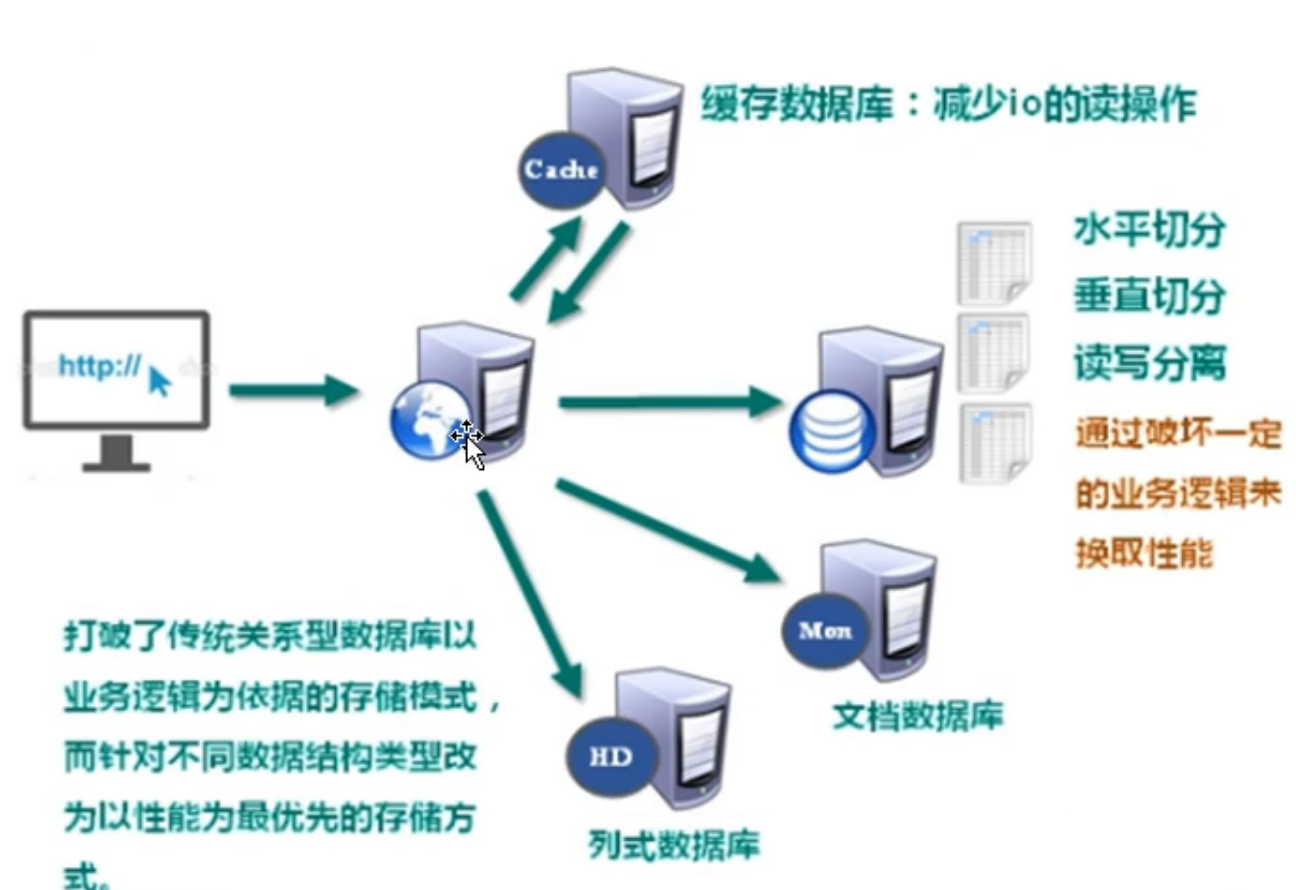 缓存数据库：减少io的读操作
Cache
水平切分
垂直切分
读写分离
http://
通过破坏一定
的业务逻辑来
换取性能
打破了传统关系型数据库以
业务逻辑为依据的存储模式，
而针对不同数据结构类型改
为以性能为最优先的存储方
式。
Mon
文档数据库
HD
列式数据库